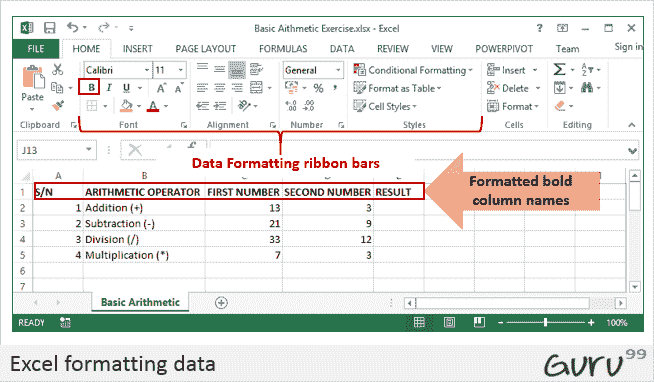 Basic Aithmetic Exercise.xlsx - Excel
FILE HOME INSERT PAGE LAYOUT FORMULAS DATA REVIEW VIEW POWERPIVOT Team Sign in
Paste
Calibri 11
B I U
General
Conditional Formatting
Format as Table
Cell Styles
Insert
Delete
Format
Clipboard Font Alignment Number Styles Cells Editing
J13
Data Formatting ribbon bars
Formatted bold
column names
A B
1 S/N ARITHMETIC OPERATOR FIRST NUMBER SECOND NUMBER RESULT
2 1 Addition (+) 13 3
3 2 Subtraction (-) 21 9
4 3 Division (/) 33 12
5 4 Multiplication (*) 7 3
6
7
Basic Arithmetic
READY 100%
Excel formatting data
Guru99